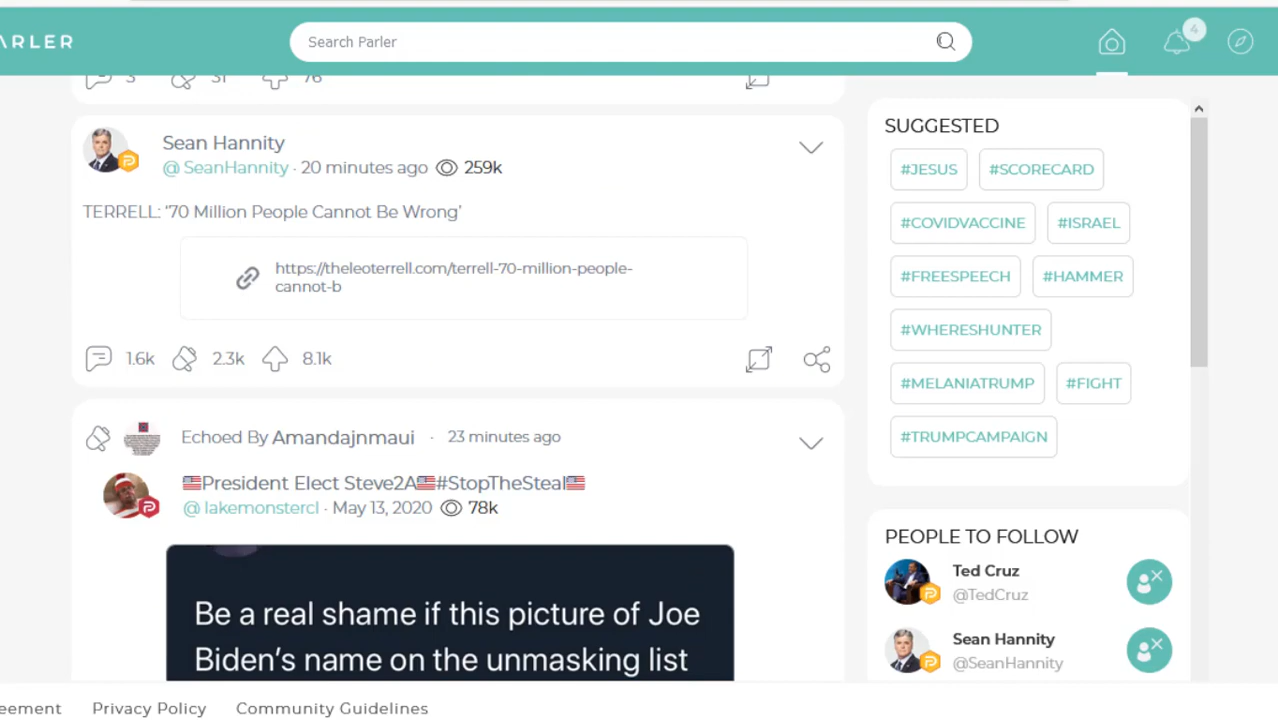 ARLER
Search Parler
4
3 31 76
Sean Hannity
@ SeanHannity · 20 minutes ago 259k
TERRELL: '70 Million People Cannot Be Wrong'
https://theleoterrell.com/terrell-70-million-people-
cannot-b
1.6k 2.3k 8.1k
Echoed By Amandajnmaui · 23 minutes ago
President Elect Steve2A #StopTheSteal
@ lakemonstercl · May 13, 2020 78k
Be a real shame if this picture of Joe
Biden's name on the unmasking list
SUGGESTED
#JESUS #SCORECARD
#COVIDVACCINE #ISRAEL
#FREESPEECH #HAMMER
#WHERESHUNTER
#MELANIATRUMP #FIGHT
#TRUMPCAMPAIGN
PEOPLE TO FOLLOW
Ted Cruz
@TedCruz
Sean Hannity
@SeanHannity
eement Privacy Policy Community Guidelines